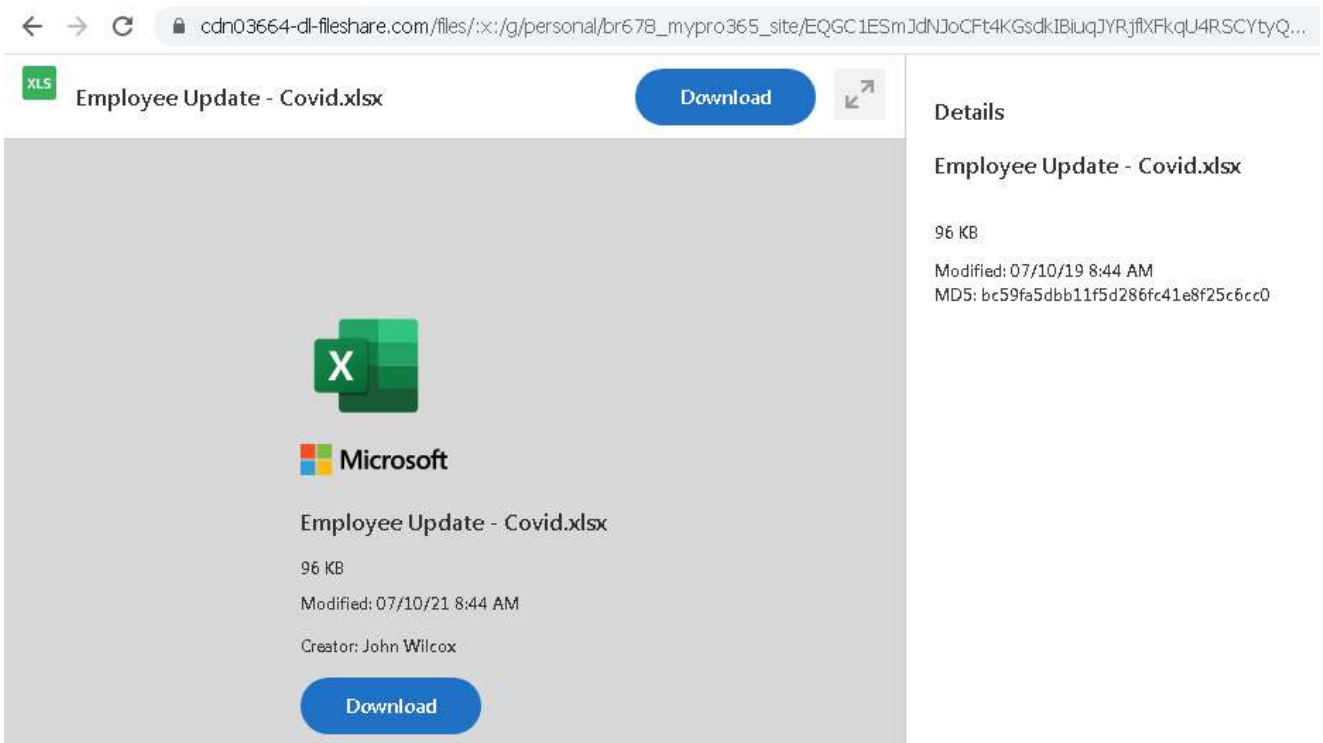 cdn03664-dl-fileshare.com/files/:x:/g/personal/br678_mypro365_site/EQGC1ESmJdNJoCFt4KGsdkIBiuqJYRjflXFkqU4RSCYtyQ...
XLS
Employee Update - Covid.xlsx
Download
Details
Employee Update - Covid.xlsx
96 KB
Modified: 07/10/19 8:44 AM
MD5: bc59fa5dbb11f5d286fc41e8f25c6cc0
X
Microsoft
Employee Update - Covid.xlsx
96 KB
Modified: 07/10/21 8:44 AM
Creator: John Wilcox
Download